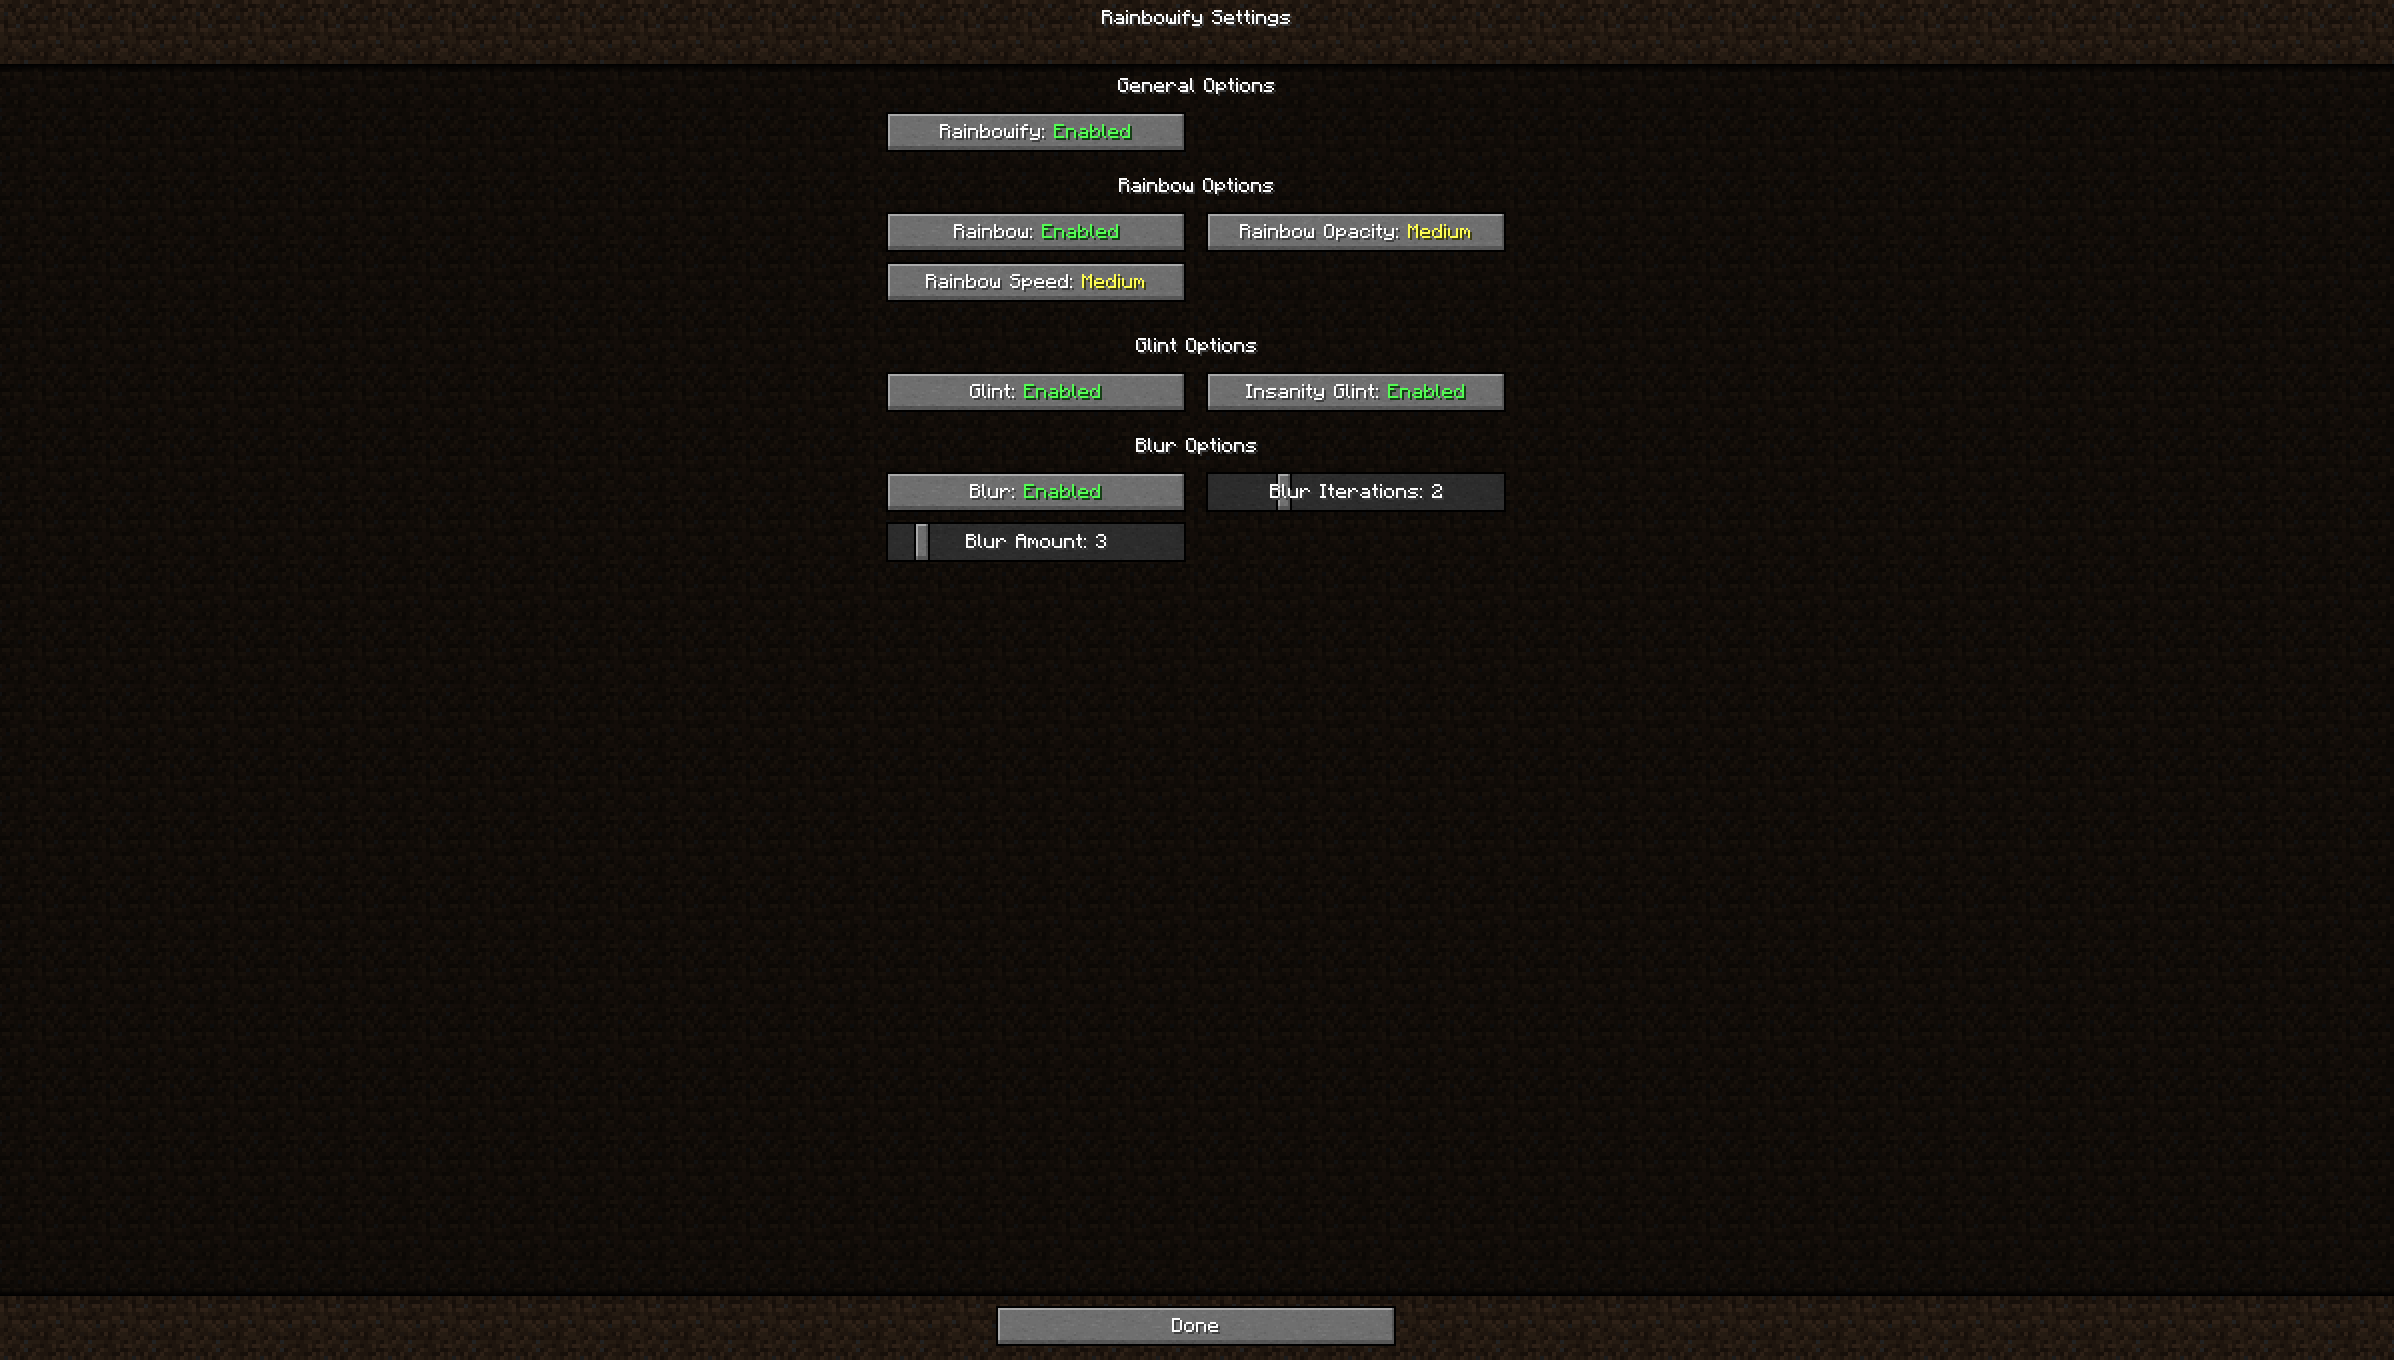 Rainbowify Settings
General Options
Rainbowify: Enabled
Rainbow Options
Rainbow: Enabled
Rainbow Opacity: Medium
Rainbow Speed: Medium
Glint Options
Glint: Enabled
Insanity Glint: Enabled
Blur Options
Blur: Enabled
Blur Iterations: 2
Blur Amount: 3
Done